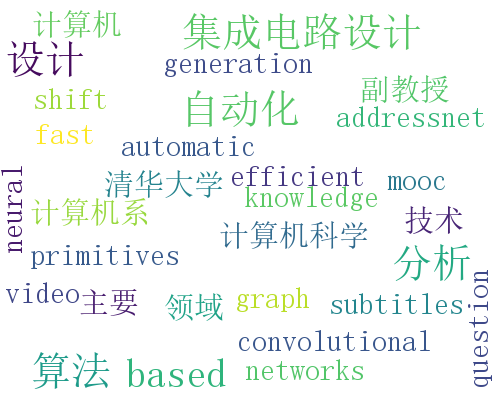 计算机
集成电路设计
设计
generation
shift
自动化
副教授
addressnet
fast
automatic
清华大学
efficient
mooc
neural
knowledge
计算机系
计算机科学
技术
primitives
分析
video
主要
领域
graph
subtitles
question
convolutional
算法
based
networks